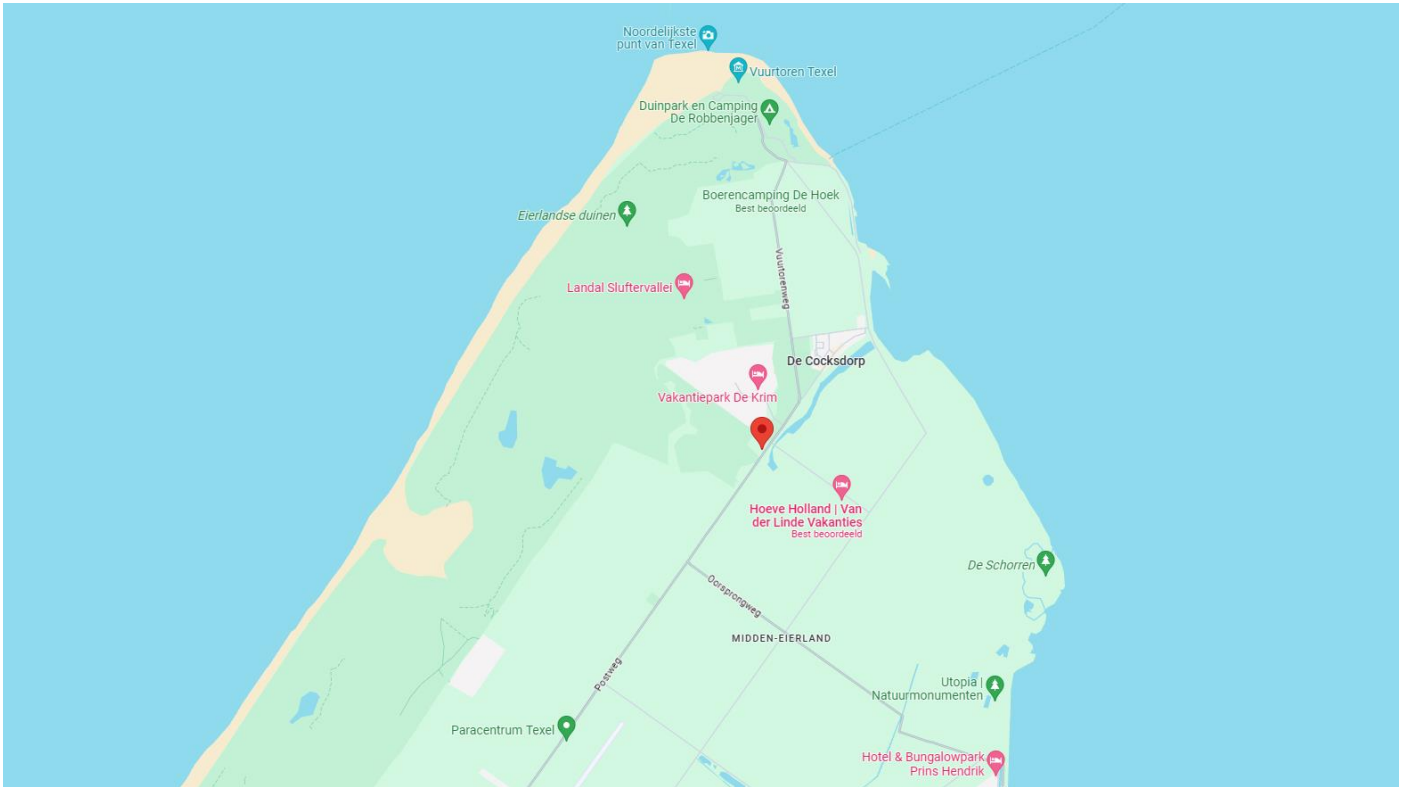 Noordelijkste
punt van Texel
Vuurtoren Texel
Duinpark en Camping
De Robbenjager
Boerencamping De Hoek
Best beoordeeld
Eierlandse duinen
Vuurtorenweg
Landal Sluftervallei
De Cocksdorp
Vakantiepark De Krim
Hoeve Holland | Van
der Linde Vakanties
Best beoordeeld
De Schorren
Oorsprongweg
MIDDEN-EIERLAND
Postweg
Utopia |
Natuurmonumenten
Paracentrum Texel
Hotel & Bungalowpark
Prins Hendrik